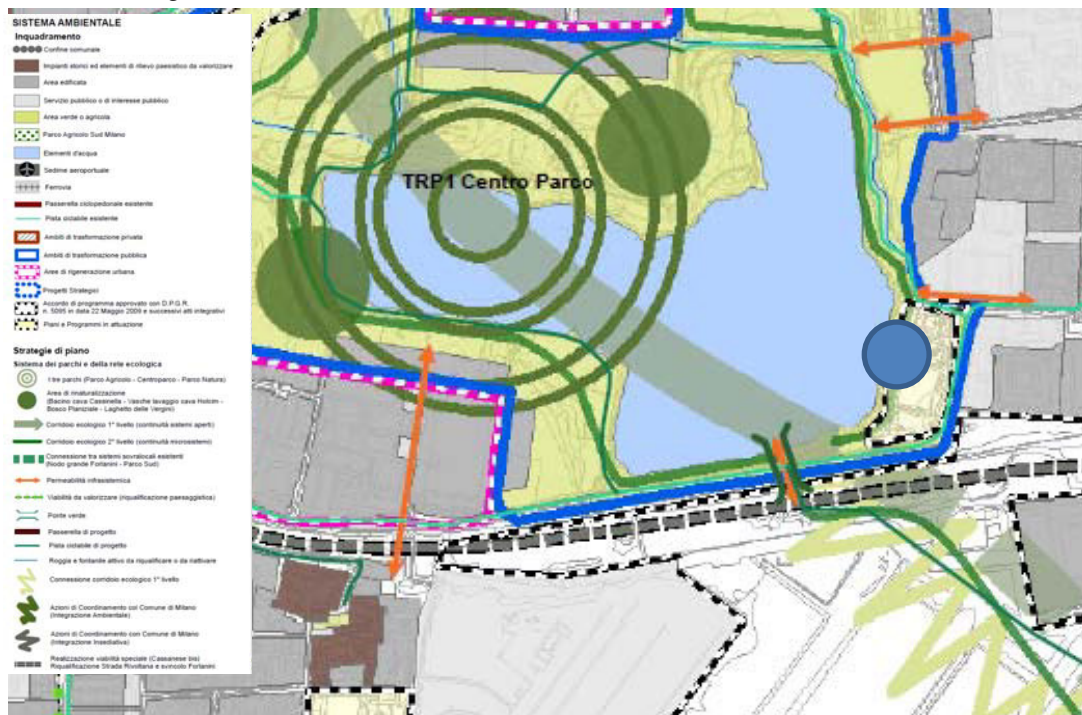 SISTEMA AMBIENTALE
Inquadramento
Confine comunale
Impianti storici ed elementi di rilievo paesistico da valorizzare
Area edificata
Servizio pubblico o di interesse pubblico
Area verde o agricola
Parco Agricolo Sud Milano
Elementi d'acqua
Sedime aeroportuale
Ferrovia
Passerella ciclopedonale esistente
Pista ciclabile esistente
Ambiti di trasformazione privata
Ambiti di trasformazione pubblica
Aree di rigenerazione urbana
Progetti Strategici
Accordo di programma approvato con D.P.G.R.
n. 5095 in data 22 Maggio 2009 e successivi atti integrativi
Piani e Programmi in attuazione
Strategie di piano
Sistema dei parchi e della rete ecologica
I tre parchi (Parco Agricolo - Centroparco - Parco Natura)
Area di rinaturalizzazione
(Bacino cava Cassinella - Vasche lavaggio cava Holcim -
Bosco Planiziale - Laghetto delle Vergini)
Corridoio ecologico 1° livello (continuità sistemi aperti)
Corridoio ecologico 2° livello (continuità microsistemi)
Connessione tra sistemi sovralocali esistenti
(Nodo grande Forlanini - Parco Sud)
Permeabilità infrasistemica
Viabilità da valorizzare (riqualificazione paesaggistica)
Ponte verde
Passerella di progetto
Pista ciclabile di progetto
Roggia e fontanile attivo da riqualificare o da riattivare
Connessione corridoio ecologico 1° livello
Azioni di Coordinamento col Comune di Milano
(Integrazione Ambientale)
Azioni di Coordinamento con Comune di Milano
(Integrazione Insediativa)
Realizzazione viabilità speciale (Cassanese bis)
Riqualificazione Strada Rivoltana e svincolo Forlanini
TRP1 Centro Parco